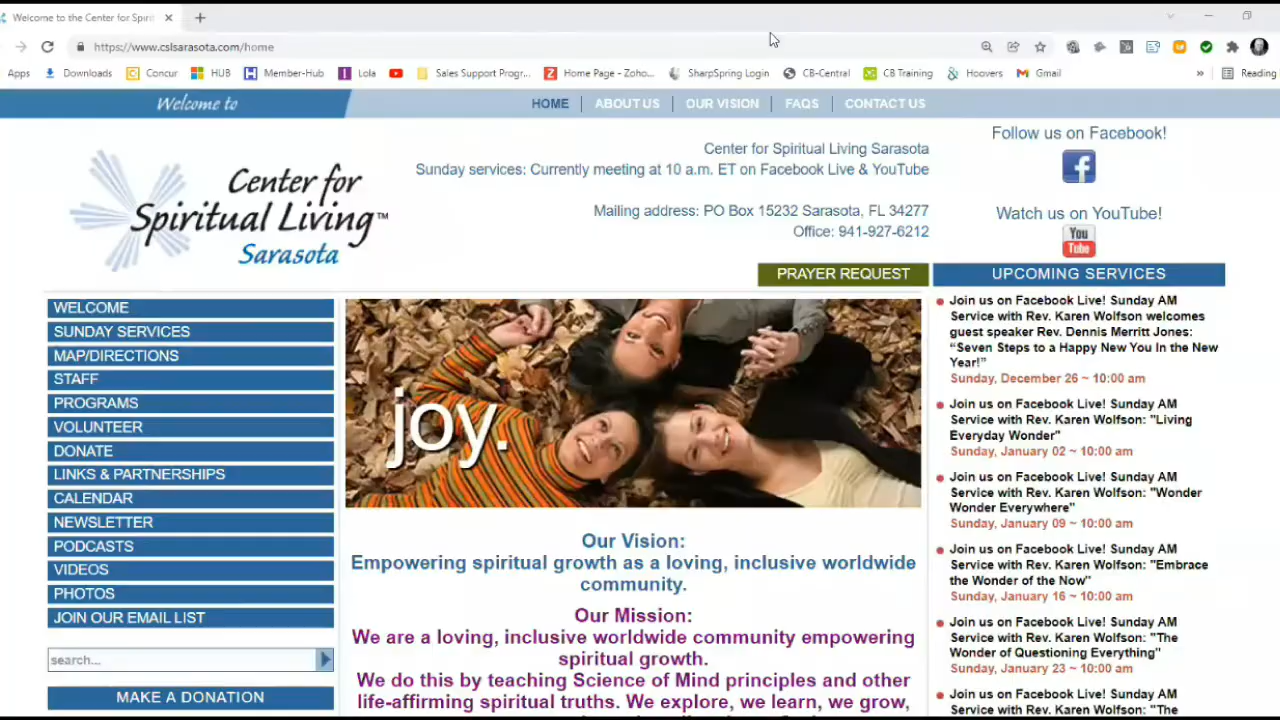 Welcome to the Center for Spirit
https://www.cslsarasota.com/home
Apps
Downloads
Concur
HUB
Member-Hub
Lola
Sales Support Progr...
Home Page - Zoho...
SharpSpring Login
CB-Central
CB Training
Hoovers
Gmail
»
Reading
Welcome to
HOME
ABOUT US
OUR VISION
FAQS
CONTACT US
Center for
Spiritual Living™
Sarasota
Center for Spiritual Living Sarasota
Sunday services: Currently meeting at 10 a.m. ET on Facebook Live & YouTube
Mailing address: PO Box 15232 Sarasota, FL 34277
Office: 941-927-6212
PRAYER REQUEST
Follow us on Facebook!
f
Watch us on YouTube!
You
Tube
WELCOME
SUNDAY SERVICES
MAP/DIRECTIONS
STAFF
PROGRAMS
VOLUNTEER
DONATE
LINKS & PARTNERSHIPS
CALENDAR
NEWSLETTER
PODCASTS
VIDEOS
PHOTOS
JOIN OUR EMAIL LIST
search...
MAKE A DONATION
joy.
Our Vision:
Empowering spiritual growth as a loving, inclusive worldwide
community.
Our Mission:
We are a loving, inclusive worldwide community empowering
spiritual growth.
We do this by teaching Science of Mind principles and other
life-affirming spiritual truths. We explore, we learn, we grow,
UPCOMING SERVICES
Join us on Facebook Live! Sunday AM
Service with Rev. Karen Wolfson welcomes
guest speaker Rev. Dennis Merritt Jones:
“Seven Steps to a Happy New You In the New
Year!”
Sunday, December 26 ~ 10:00 am
Join us on Facebook Live! Sunday AM
Service with Rev. Karen Wolfson: "Living
Everyday Wonder"
Sunday, January 02 ~ 10:00 am
Join us on Facebook Live! Sunday AM
Service with Rev. Karen Wolfson: "Wonder
Wonder Everywhere"
Sunday, January 09 ~ 10:00 am
Join us on Facebook Live! Sunday AM
Service with Rev. Karen Wolfson: "Embrace
the Wonder of the Now"
Sunday, January 16 ~ 10:00 am
Join us on Facebook Live! Sunday AM
Service with Rev. Karen Wolfson: "The
Wonder of Questioning Everything"
Sunday, January 23 ~ 10:00 am
Join us on Facebook Live! Sunday AM
Service with Rev. Karen Wolfson: "The